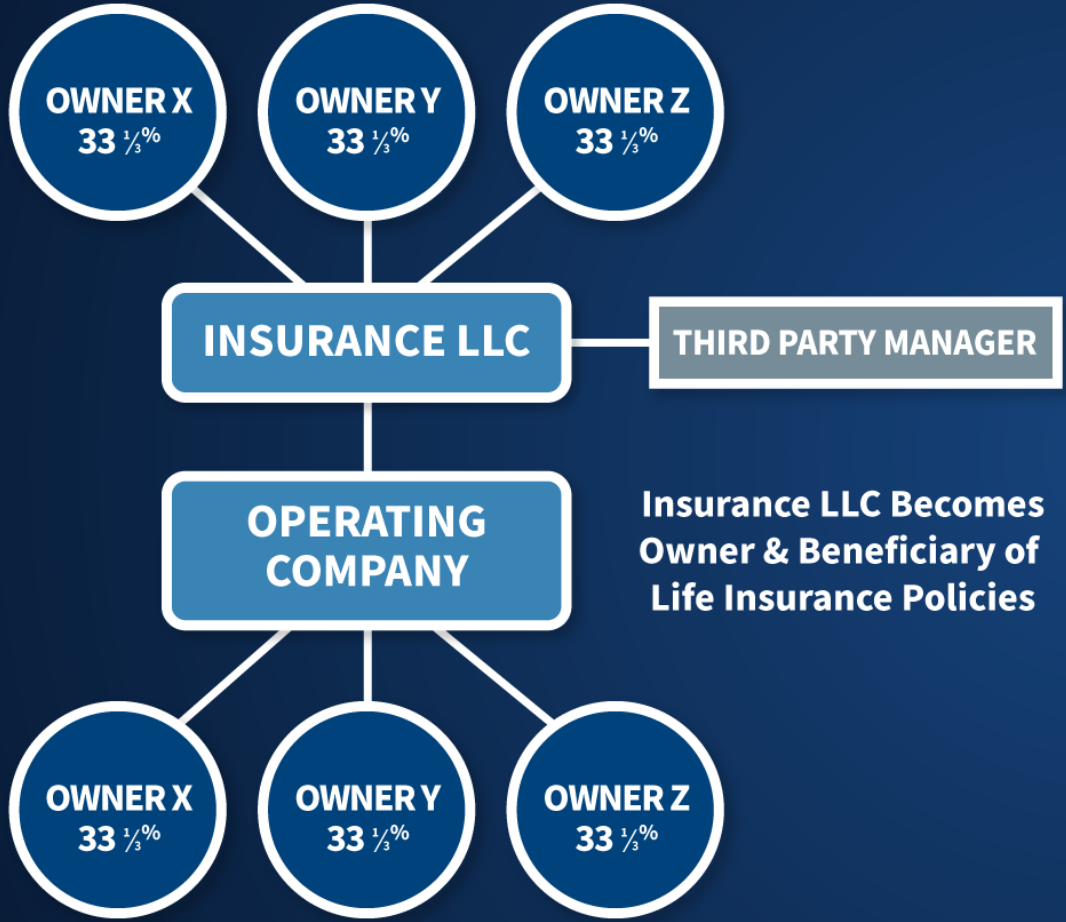 OWNER X
33 ⅓%
OWNER Y
33 ⅓%
OWNER Z
33 ⅓%
INSURANCE LLC
THIRD PARTY MANAGER
OPERATING
COMPANY
Insurance LLC Becomes
Owner & Beneficiary of
Life Insurance Policies
OWNER X
33 ⅓%
OWNER Y
33 ⅓%
OWNER Z
33 ⅓%